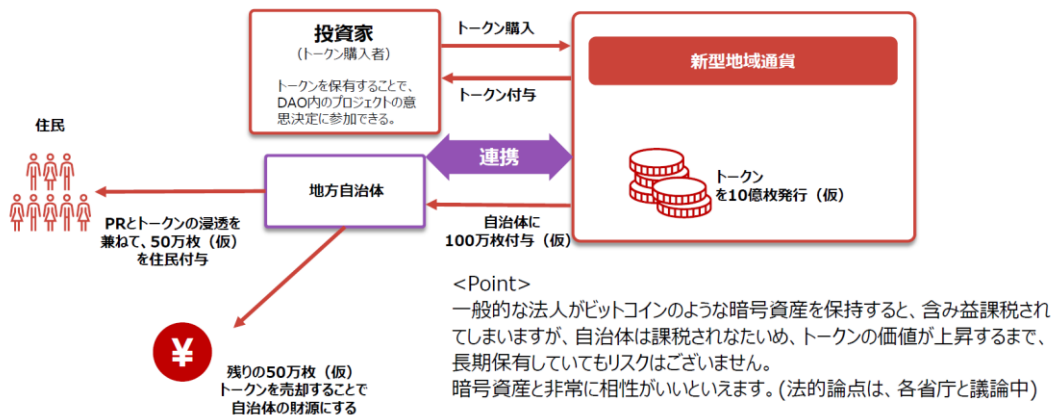 投資家
(トークン購入者)
トークンを保有することで、
DAO内のプロジェクトの意
思決定に参加できる。
トークン購入
トークン付与
新型地域通貨
トークン
を10億枚発行（仮）
連携
住民
地方自治体
PRとトークンの浸透を
兼ねて、50万枚（仮）
を住民付与
自治体に
100万枚付与（仮）
¥
残りの50万枚（仮）
トークンを売却することで
自治体の財源にする
<Point>
一般的な法人がビットコインのような暗号資産を保持すると、含み益課税され
てしまいますが、自治体は課税されなたいめ、トークンの価値が上昇するまで、
長期保有していてもリスクはございません。
暗号資産と非常に相性がいいといえます。(法的論点は、各省庁と議論中)